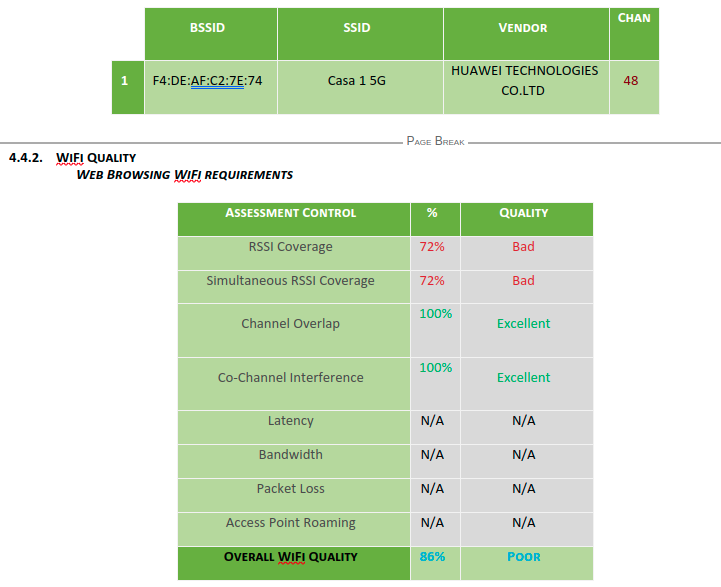 BSSID SSID VENDOR CHAN
1 F4:DE:AF:C2:7E:74 Casa 1 5G HUAWEI TECHNOLOGIES CO.LTD 48
PAGE BREAK
4.4.2. WIFI QUALITY
WEB BROWSING WIFI REQUIREMENTS
ASSESSMENT CONTROL % QUALITY
RSSI Coverage 72% Bad
Simultaneous RSSI Coverage 72% Bad
Channel Overlap 100% Excellent
Co-Channel Interference 100% Excellent
Latency N/A N/A
Bandwidth N/A N/A
Packet Loss N/A N/A
Access Point Roaming N/A N/A
OVERALL WIFI QUALITY 86% POOR